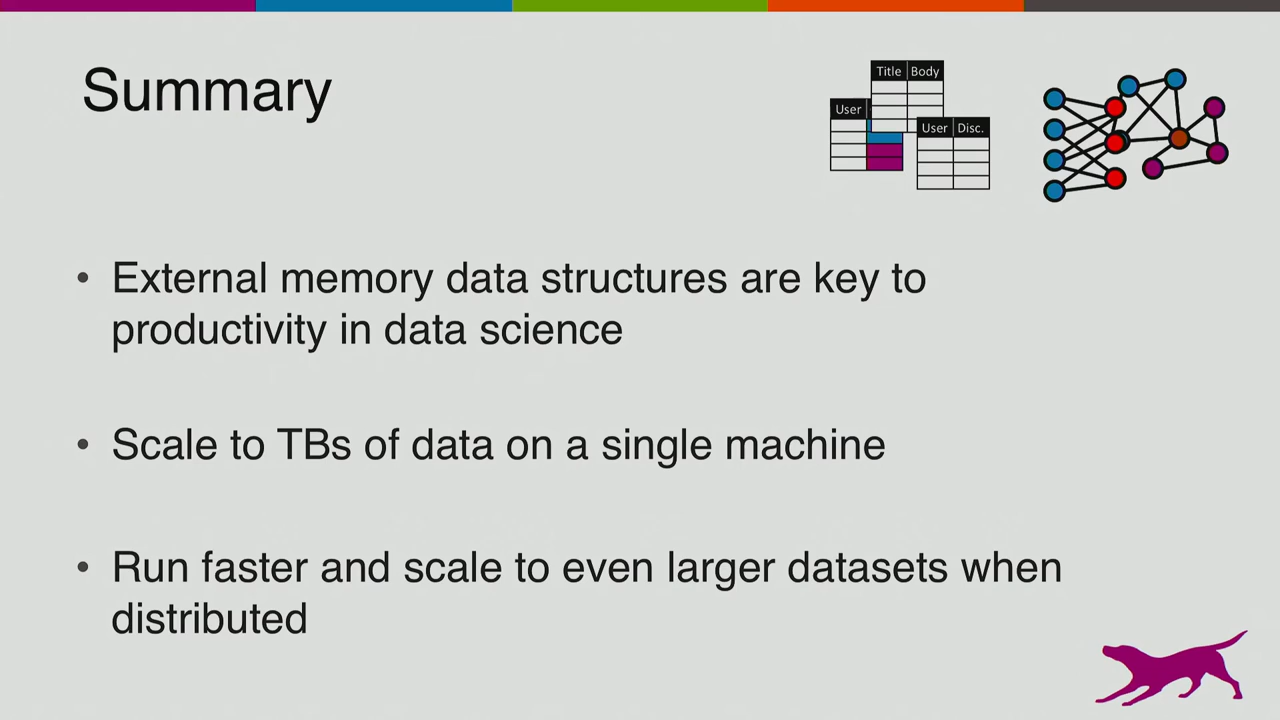 Summary
Title Body
User
User Disc.
• External memory data structures are key to
productivity in data science
• Scale to TBs of data on a single machine
• Run faster and scale to even larger datasets when
distributed